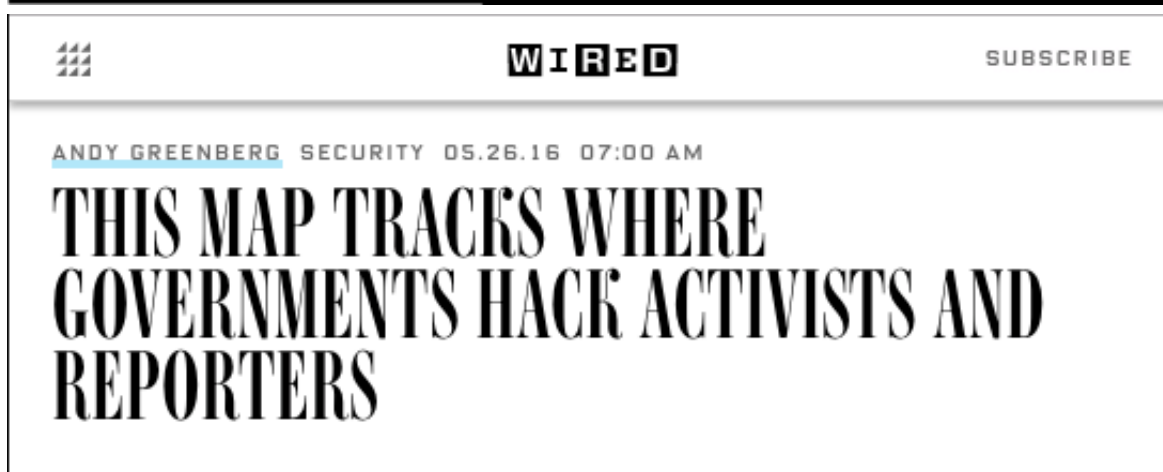 WIRED
SUBSCRIBE
ANDY GREENBERG SECURITY 05.26.16 07:00 AM
THIS MAP TRACKS WHERE
GOVERNMENTS HACK ACTIVISTS AND
REPORTERS